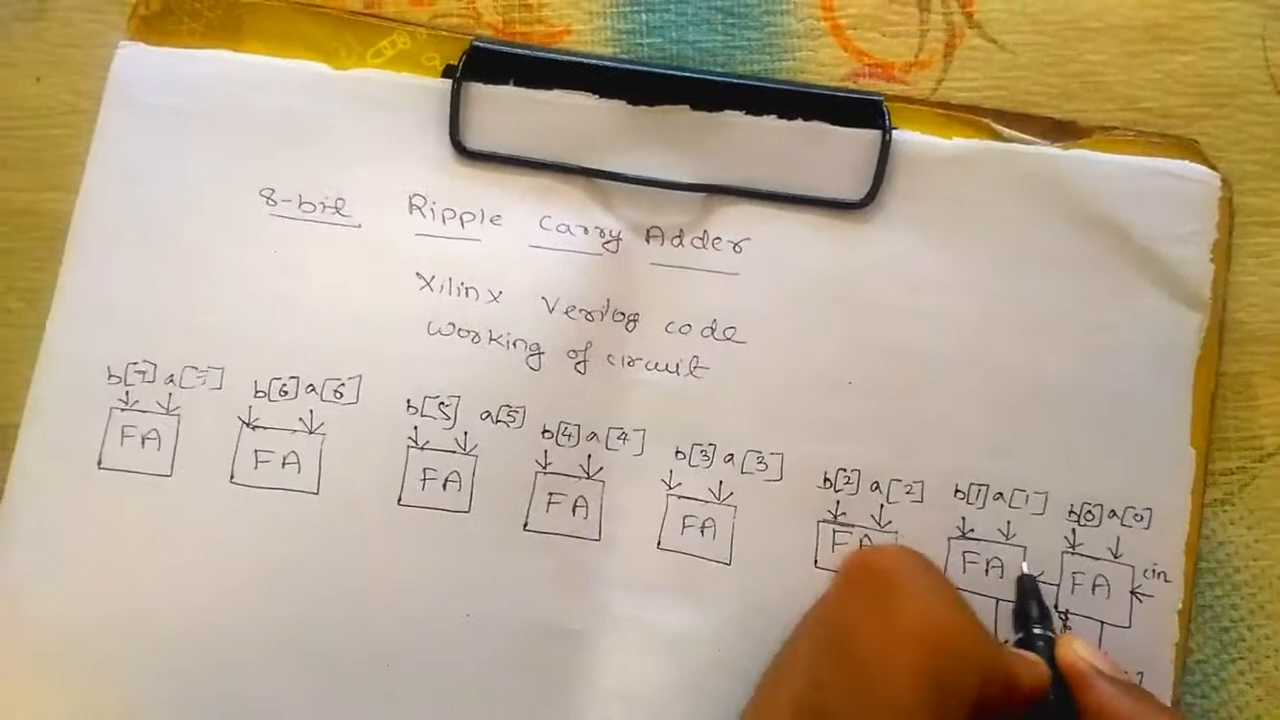 8-bit Ripple Carry Adder
Xilinx Verilog code
Working of circuit
b[7] a[7] b[6] a[6] b[5] a[5] b[4] a[4] b[3] a[3] b[2] a[2] b[1] a[1] b[0] a[0]
FA FA FA FA FA FA FA FA cin